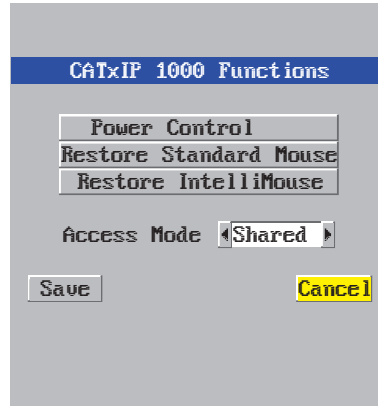 CATxIP 1000 Functions
Power Control
Restore Standard Mouse
Restore IntelliMouse
Access Mode Shared
Save Cancel